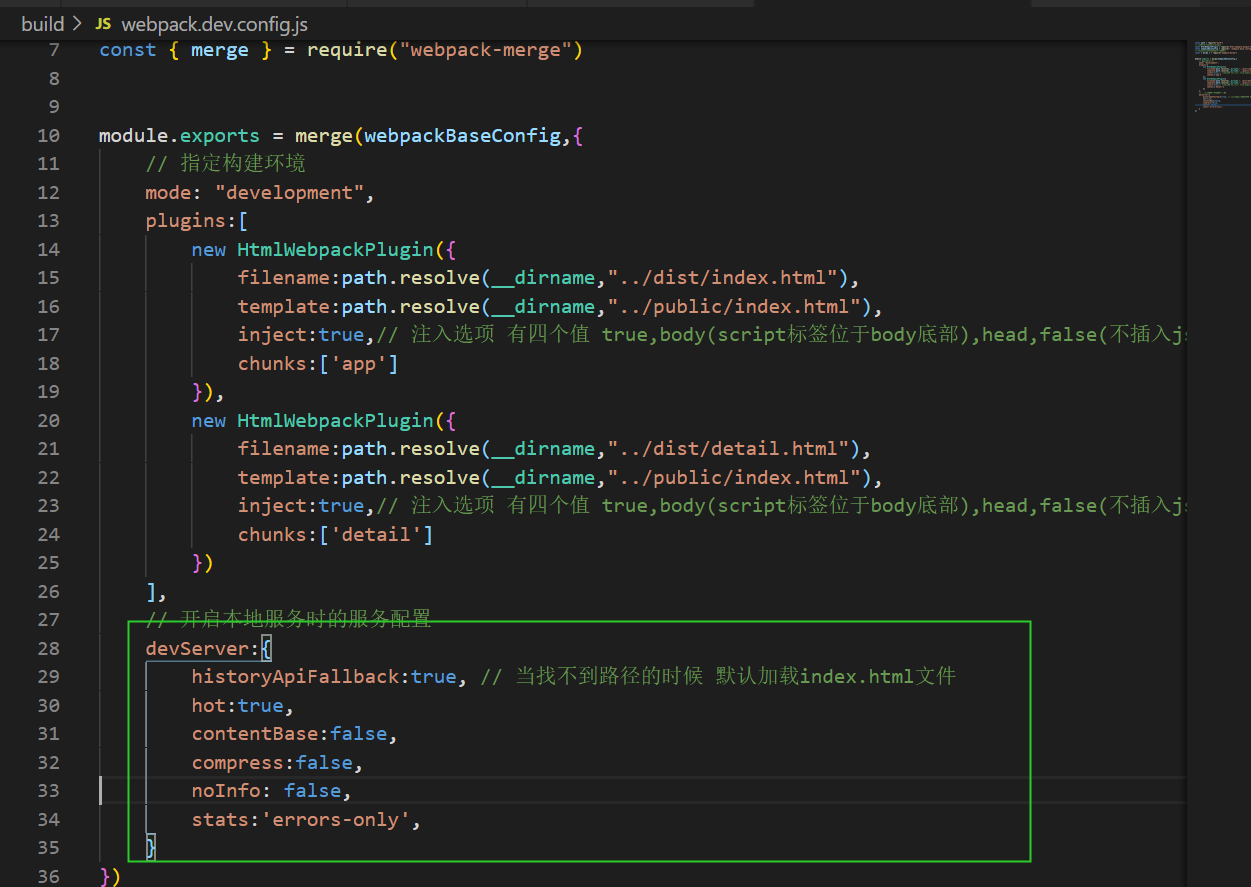 build > JS webpack.dev.config.js
7 const { merge } = require("webpack-merge")
8
9
10 module.exports = merge(webpackBaseConfig,{
11 // 指定构建环境
12 mode: "development",
13 plugins:[
14 new HtmlWebpackPlugin({
15 filename:path.resolve(__dirname,"../dist/index.html"),
16 template:path.resolve(__dirname,"../public/index.html"),
17 inject:true,// 注入选项 有四个值 true,body(script标签位于body底部),head,false(不插入js
18 chunks:['app']
19 }),
20 new HtmlWebpackPlugin({
21 filename:path.resolve(__dirname,"../dist/detail.html"),
22 template:path.resolve(__dirname,"../public/index.html"),
23 inject:true,// 注入选项 有四个值 true,body(script标签位于body底部),head,false(不插入js
24 chunks:['detail']
25 })
26 ],
27 // 开启本地服务时的服务配置
28 devServer:{
29 historyApiFallback:true, // 当找不到路径的时候 默认加载index.html文件
30 hot:true,
31 contentBase:false,
32 compress:false,
33 noInfo: false,
34 stats:'errors-only',
35 }
36 })